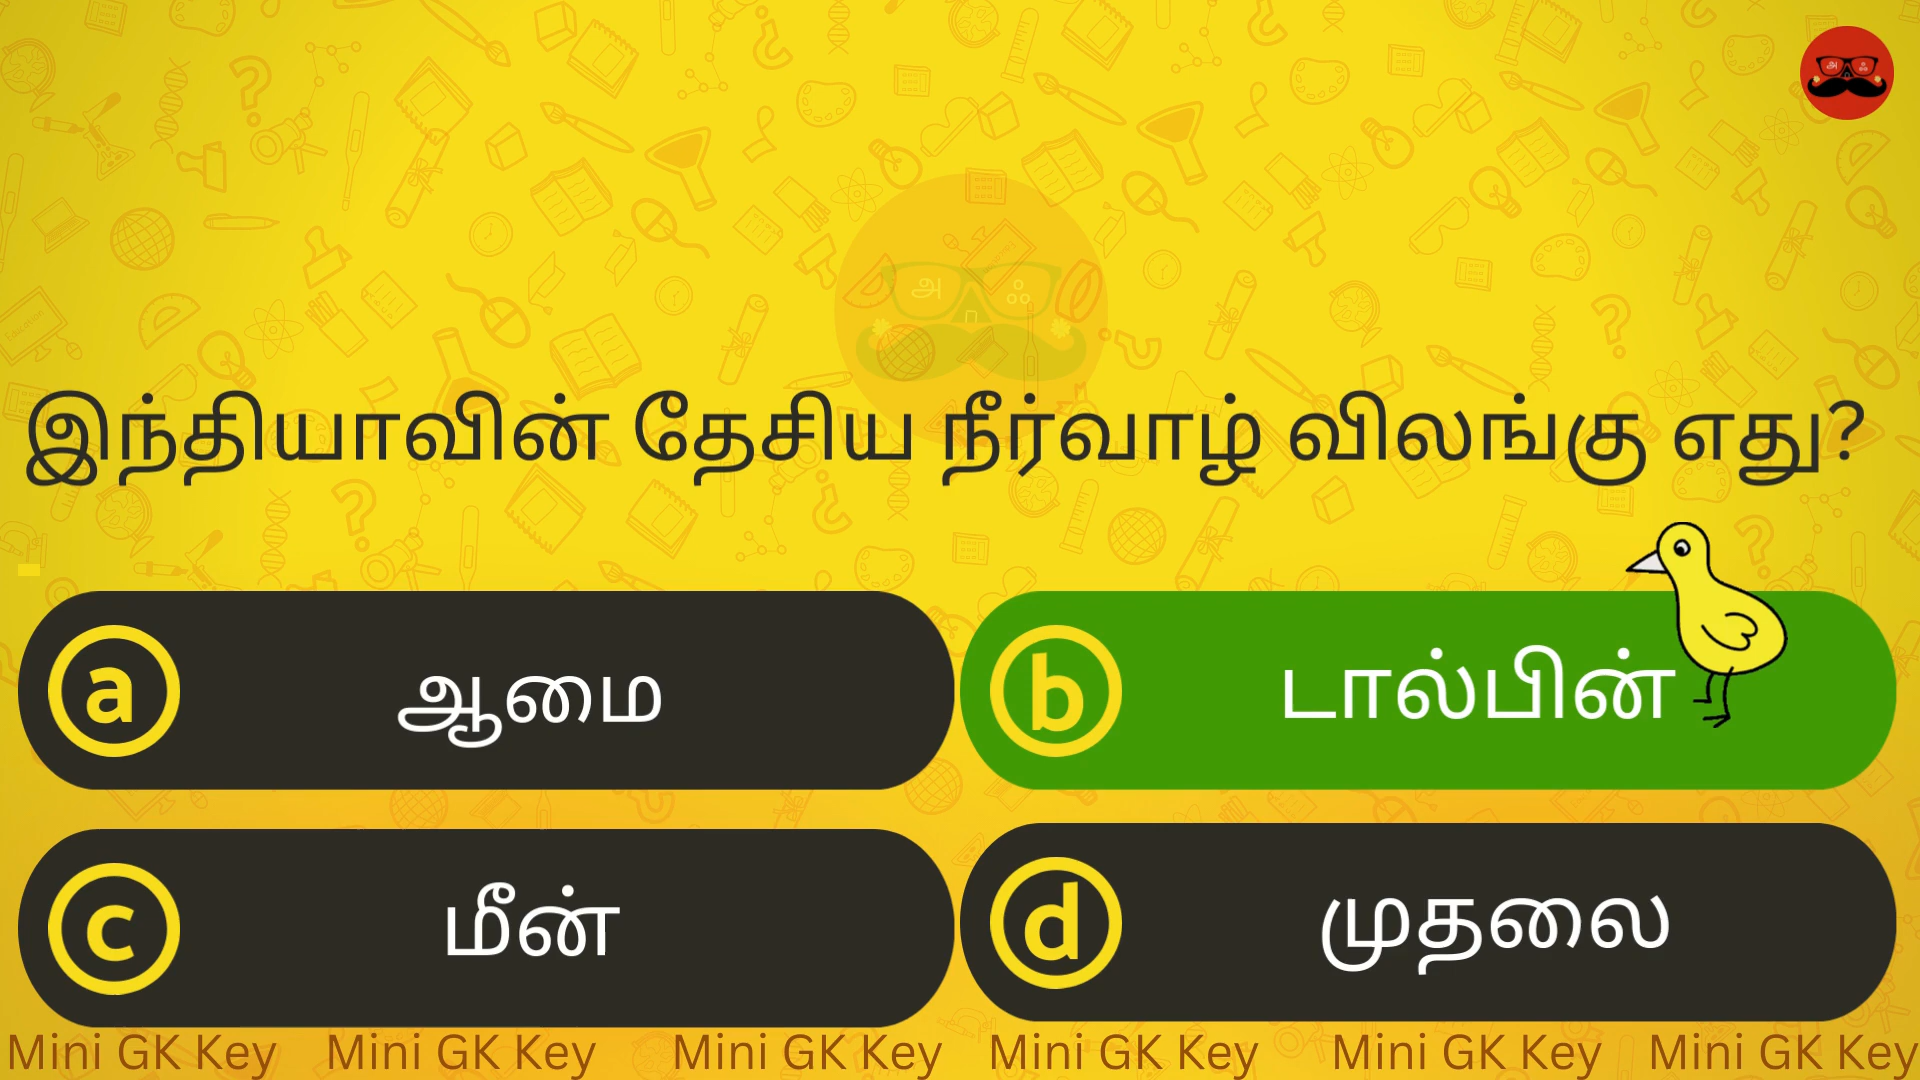 இந்தியாவின் தேசிய நீர்வாழ் விலங்கு எது?
a ஆமை
b டால்பின்
c மீன்
d முதலை
Mini GK Key Mini GK Key Mini GK Key Mini GK Key Mini GK Key Mini GK Key